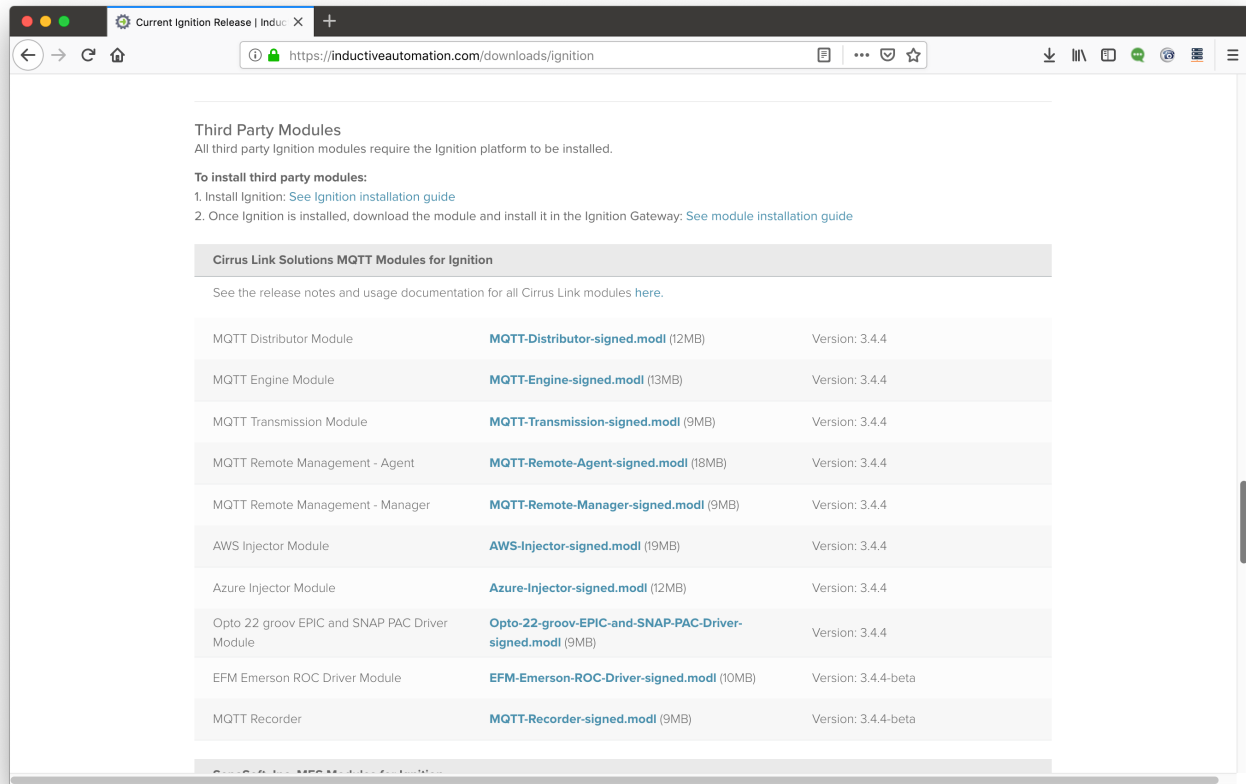 Current Ignition Release | Induc
https://inductiveautomation.com/downloads/ignition
Third Party Modules
All third party Ignition modules require the Ignition platform to be installed.
To install third party modules:
1. Install Ignition: See Ignition installation guide
2. Once Ignition is installed, download the module and install it in the Ignition Gateway: See module installation guide
Cirrus Link Solutions MQTT Modules for Ignition
See the release notes and usage documentation for all Cirrus Link modules here.
MQTT Distributor Module MQTT-Distributor-signed.modl (12MB) Version: 3.4.4
MQTT Engine Module MQTT-Engine-signed.modl (13MB) Version: 3.4.4
MQTT Transmission Module MQTT-Transmission-signed.modl (9MB) Version: 3.4.4
MQTT Remote Management - Agent MQTT-Remote-Agent-signed.modl (18MB) Version: 3.4.4
MQTT Remote Management - Manager MQTT-Remote-Manager-signed.modl (9MB) Version: 3.4.4
AWS Injector Module AWS-Injector-signed.modl (19MB) Version: 3.4.4
Azure Injector Module Azure-Injector-signed.modl (12MB) Version: 3.4.4
Opto 22 groov EPIC and SNAP PAC Driver
Module
Opto-22-groov-EPIC-and-SNAP-PAC-Driver-
signed.modl (9MB)
Version: 3.4.4
EFM Emerson ROC Driver Module EFM-Emerson-ROC-Driver-signed.modl (10MB) Version: 3.4.4-beta
MQTT Recorder MQTT-Recorder-signed.modl (9MB) Version: 3.4.4-beta
MES Modules for Ignition